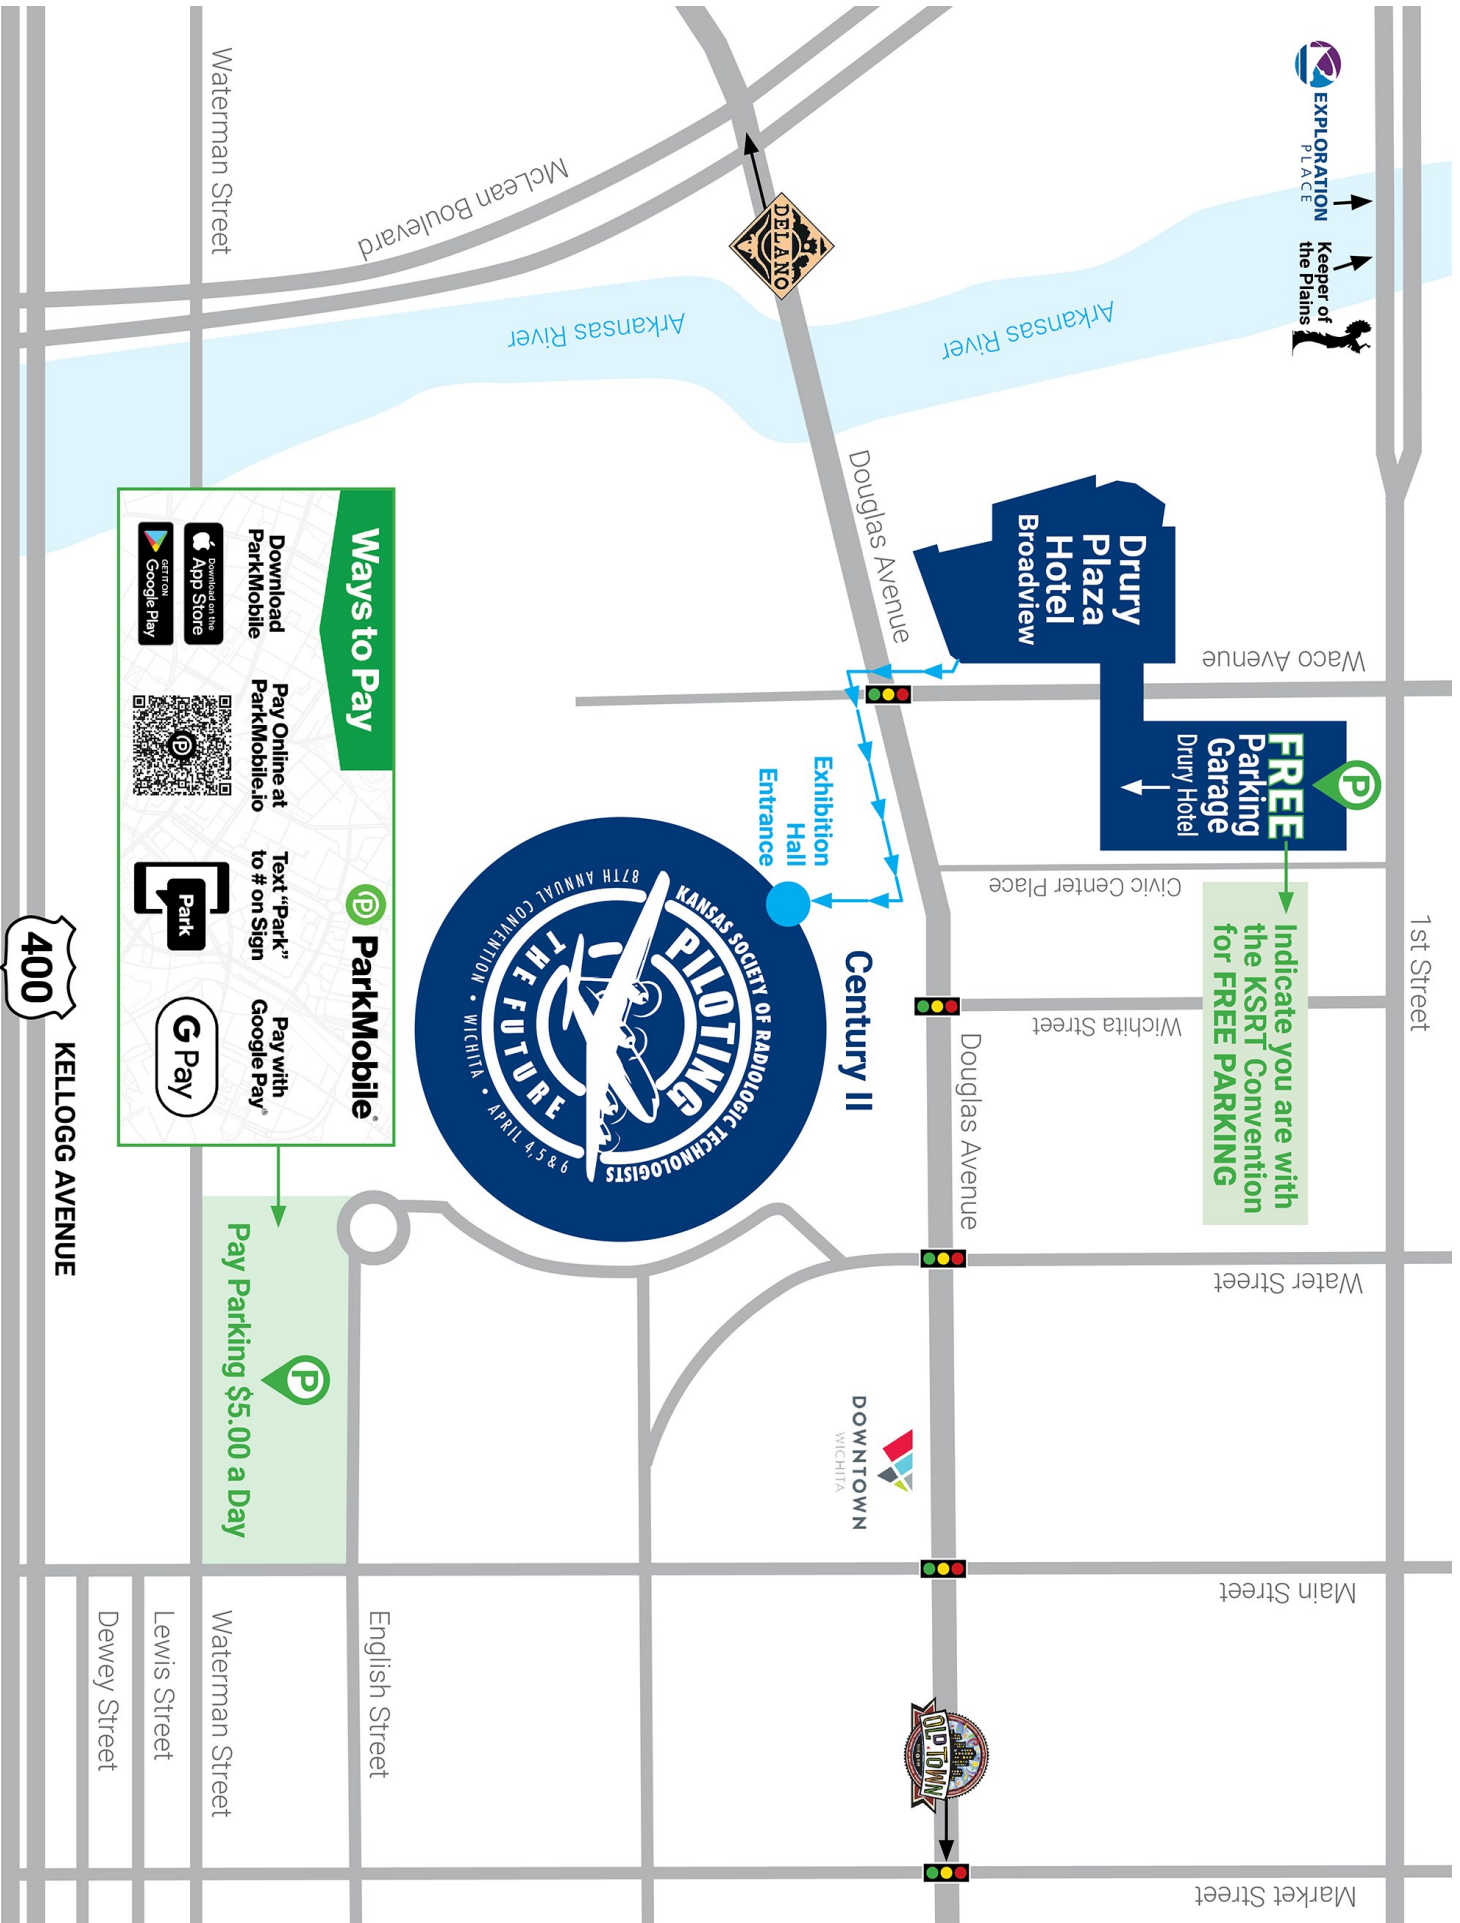 EXPLORATION
PLACE
Keeper of
the Plains
1st Street
Waco Avenue
FREE
Parking
Garage
Drury Hotel
P
Indicate you are with
the KSRT Convention
for FREE PARKING
Civic Center Place
Wichita Street
Water Street
Main Street
Market Street
Drury
Plaza
Hotel
Broadview
Arkansas River
Arkansas River
DELANO
McLean Boulevard
Douglas Avenue
Douglas Avenue
OLD TOWN
Exhibition
Hall
Entrance
Century II
DOWNTOWN
WICHITA
KANSAS SOCIETY OF RADIOLOGIC TECHNOLOGISTS
PILOTING
THE FUTURE
87TH ANNUAL CONVENTION • WICHITA • APRIL 4, 5 & 6
Ways to Pay
ParkMobile®
Download
ParkMobile
Download on the
App Store
GET IT ON
Google Play
Pay Online at
ParkMobile.io
Text “Park”
to # on Sign
Park
Pay with
Google Pay®
G Pay
P
Pay Parking $5.00 a Day
English Street
Waterman Street
Waterman Street
Lewis Street
Dewey Street
KELLOGG AVENUE
400